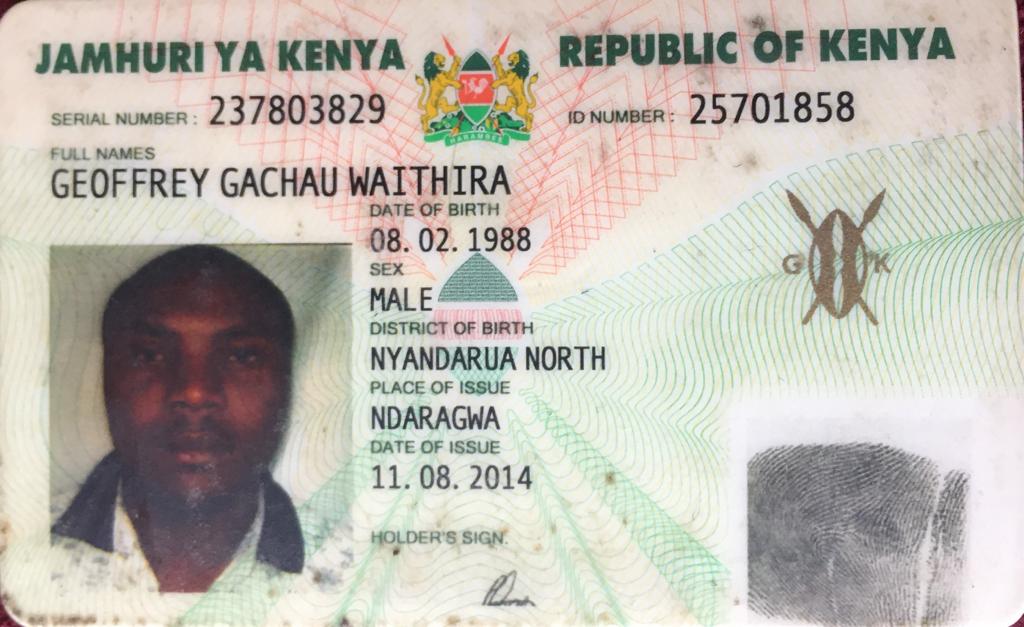 JAMHURI YA KENYA
REPUBLIC OF KENYA
SERIAL NUMBER : 237803829
ID NUMBER : 25701858
HARAMBEE
FULL NAMES
GEOFFREY GACHAU WAITHIRA
DATE OF BIRTH
08. 02. 1988
SEX
MALE
DISTRICT OF BIRTH
NYANDARUA NORTH
PLACE OF ISSUE
NDARAGWA
DATE OF ISSUE
11. 08. 2014
HOLDER'S SIGN.
G K